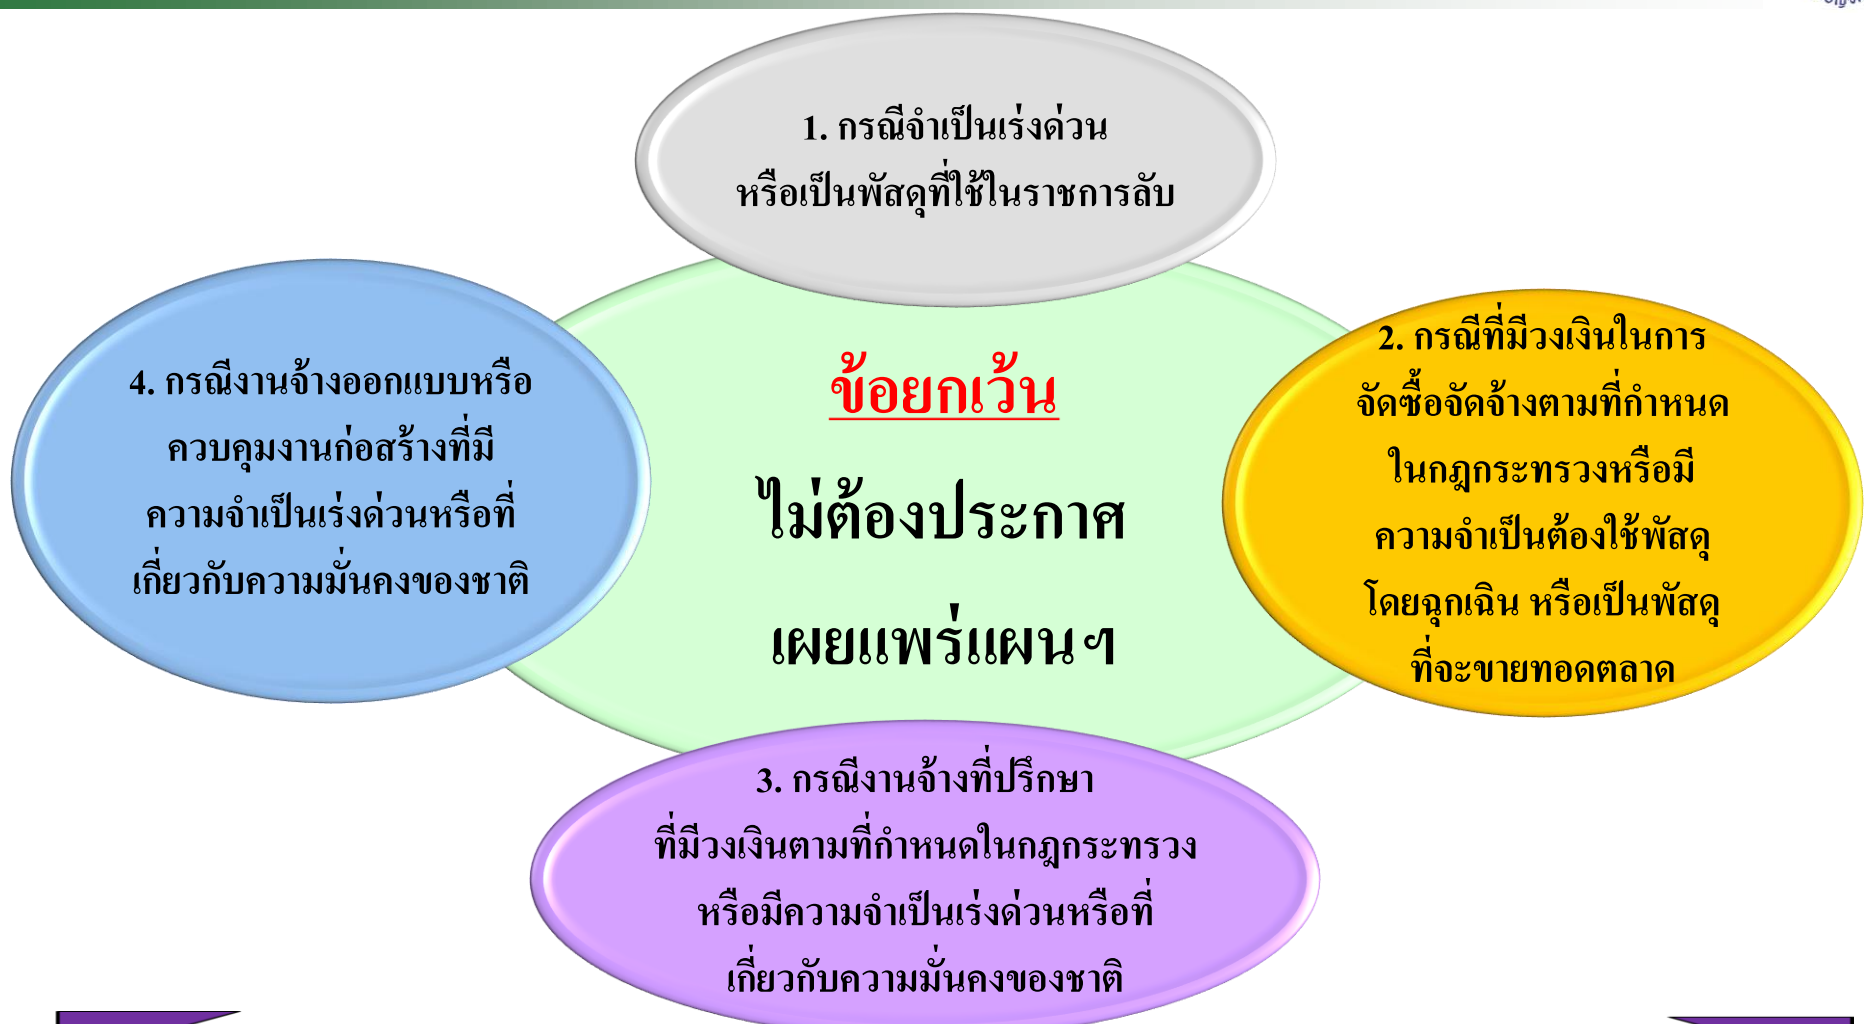 1. กรณีจำเป็นเร่งด่วน
หรือเป็นพัสดุที่ใช้ในราชการลับ
ข้อยกเว้น
ไม่ต้องประกาศ
เผยแพร่แผนฯ
2. กรณีที่มีวงเงินในการ
จัดซื้อจัดจ้างตามที่กำหนด
ในกฎกระทรวงหรือมี
ความจำเป็นต้องใช้พัสดุ
โดยฉุกเฉิน หรือเป็นพัสดุ
ที่จะขายทอดตลาด
3. กรณีงานจ้างที่ปรึกษา
ที่มีวงเงินตามที่กำหนดในกฎกระทรวง
หรือมีความจำเป็นเร่งด่วนหรือที่
เกี่ยวกับความมั่นคงของชาติ
4. กรณีงานจ้างออกแบบหรือ
ควบคุมงานก่อสร้างที่มี
ความจำเป็นเร่งด่วนหรือที่
เกี่ยวกับความมั่นคงของชาติ